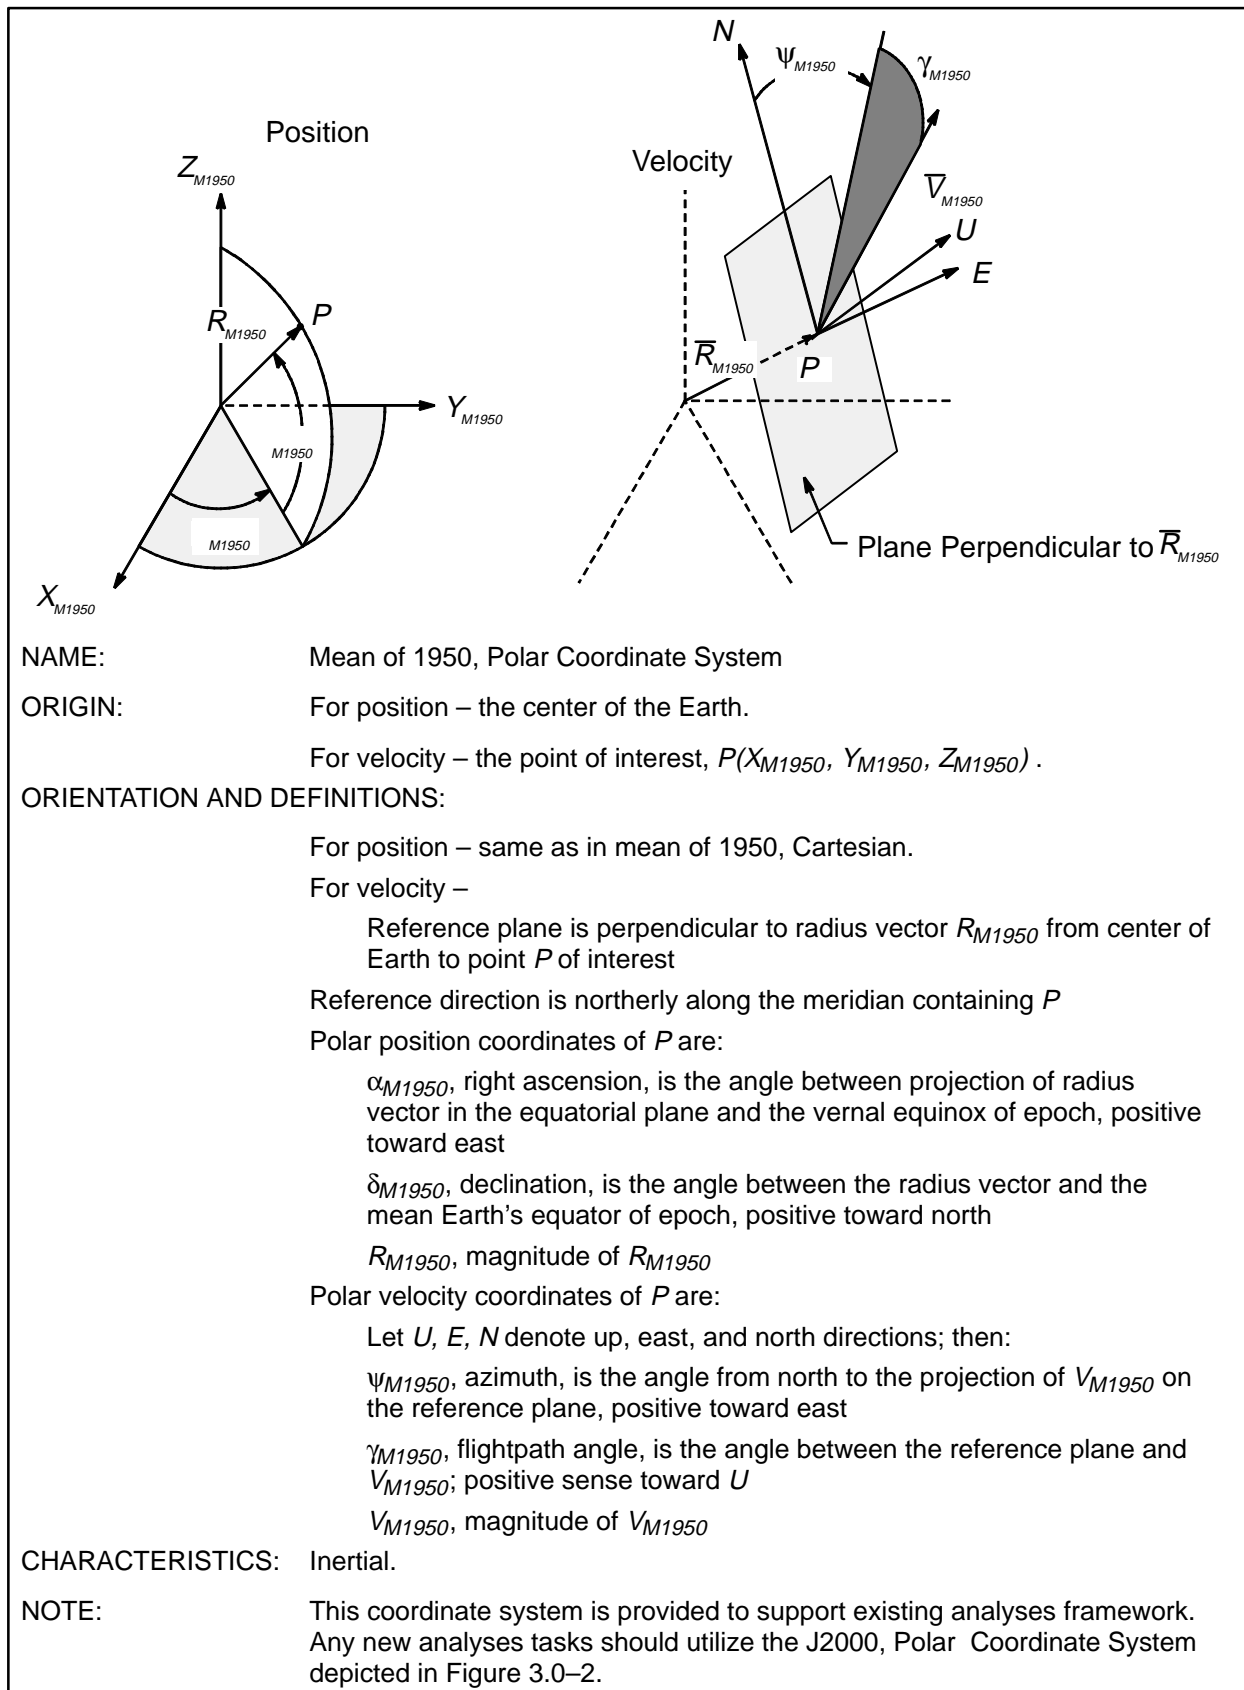 Position
Z M1950
R M1950
P
Y M1950
M1950
M1950
X M1950
N
ψ M1950
γ M1950
Velocity
V̅ M1950
U
E
R̅ M1950
P
Plane Perpendicular to R̅ M1950
NAME: Mean of 1950, Polar Coordinate System
ORIGIN: For position – the center of the Earth.
For velocity – the point of interest, P(XM1950, YM1950, ZM1950) .
ORIENTATION AND DEFINITIONS:
For position – same as in mean of 1950, Cartesian.
For velocity –
Reference plane is perpendicular to radius vector RM1950 from center of
Earth to point P of interest
Reference direction is northerly along the meridian containing P
Polar position coordinates of P are:
αM1950, right ascension, is the angle between projection of radius
vector in the equatorial plane and the vernal equinox of epoch, positive
toward east
δM1950, declination, is the angle between the radius vector and the
mean Earth's equator of epoch, positive toward north
RM1950, magnitude of RM1950
Polar velocity coordinates of P are:
Let U, E, N denote up, east, and north directions; then:
ψM1950, azimuth, is the angle from north to the projection of VM1950 on
the reference plane, positive toward east
γM1950, flightpath angle, is the angle between the reference plane and
VM1950; positive sense toward U
VM1950, magnitude of VM1950
CHARACTERISTICS: Inertial.
NOTE: This coordinate system is provided to support existing analyses framework.
Any new analyses tasks should utilize the J2000, Polar Coordinate System
depicted in Figure 3.0–2.